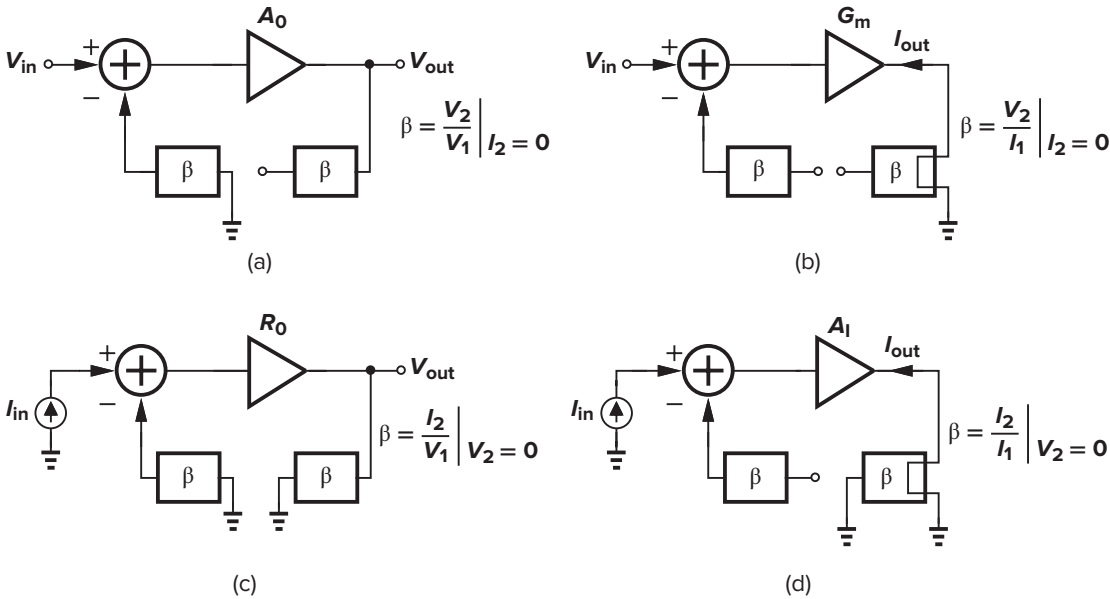 A0
Vin
+
−
Vout
β = V2/V1 | I2 = 0
β
β
(a)
Gm
Iout
Vin
+
−
β = V2/I1 | I2 = 0
β
β
(b)
R0
+
−
Vout
Iin
β = I2/V1 | V2 = 0
β
β
(c)
AI
Iout
+
−
Iin
β = I2/I1 | V2 = 0
β
β
(d)